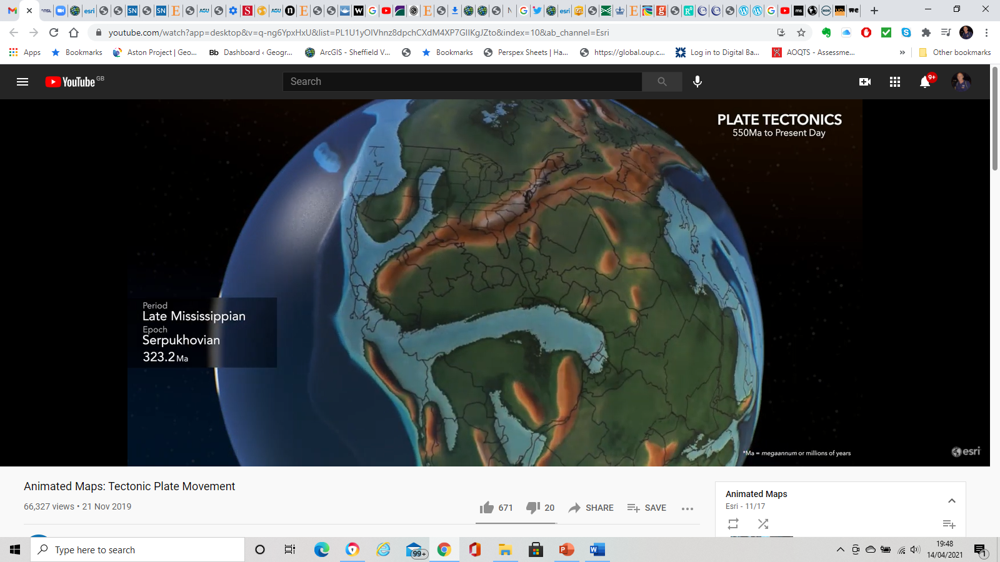 youtube.com/watch?app=desktop&v=q-ng6YpxHxU&list=PL1U1yOIVhnz8dpchCXdM4XP7GlIKgJZto&index=10&ab_channel=Esri
Apps
Bookmarks
Aston Project | Geo...
Bb Dashboard ‹ Geogr...
ArcGIS - Sheffield V...
Bookmarks
Perspex Sheets | Ha...
https://global.oup.c...
Log in to Digital Ba...
AOQTS - Assessme...
»
Other bookmarks
YouTube GB
Search
9+
PLATE TECTONICS
550Ma to Present Day
Period
Late Mississippian
Epoch
Serpukhovian
323.2 Ma
*Ma = megaannum or millions of years
esri
Animated Maps: Tectonic Plate Movement
66,327 views • 21 Nov 2019
671
20
SHARE
SAVE
Animated Maps
Esri - 11/17
Type here to search
99+
19:48
14/04/2021
1